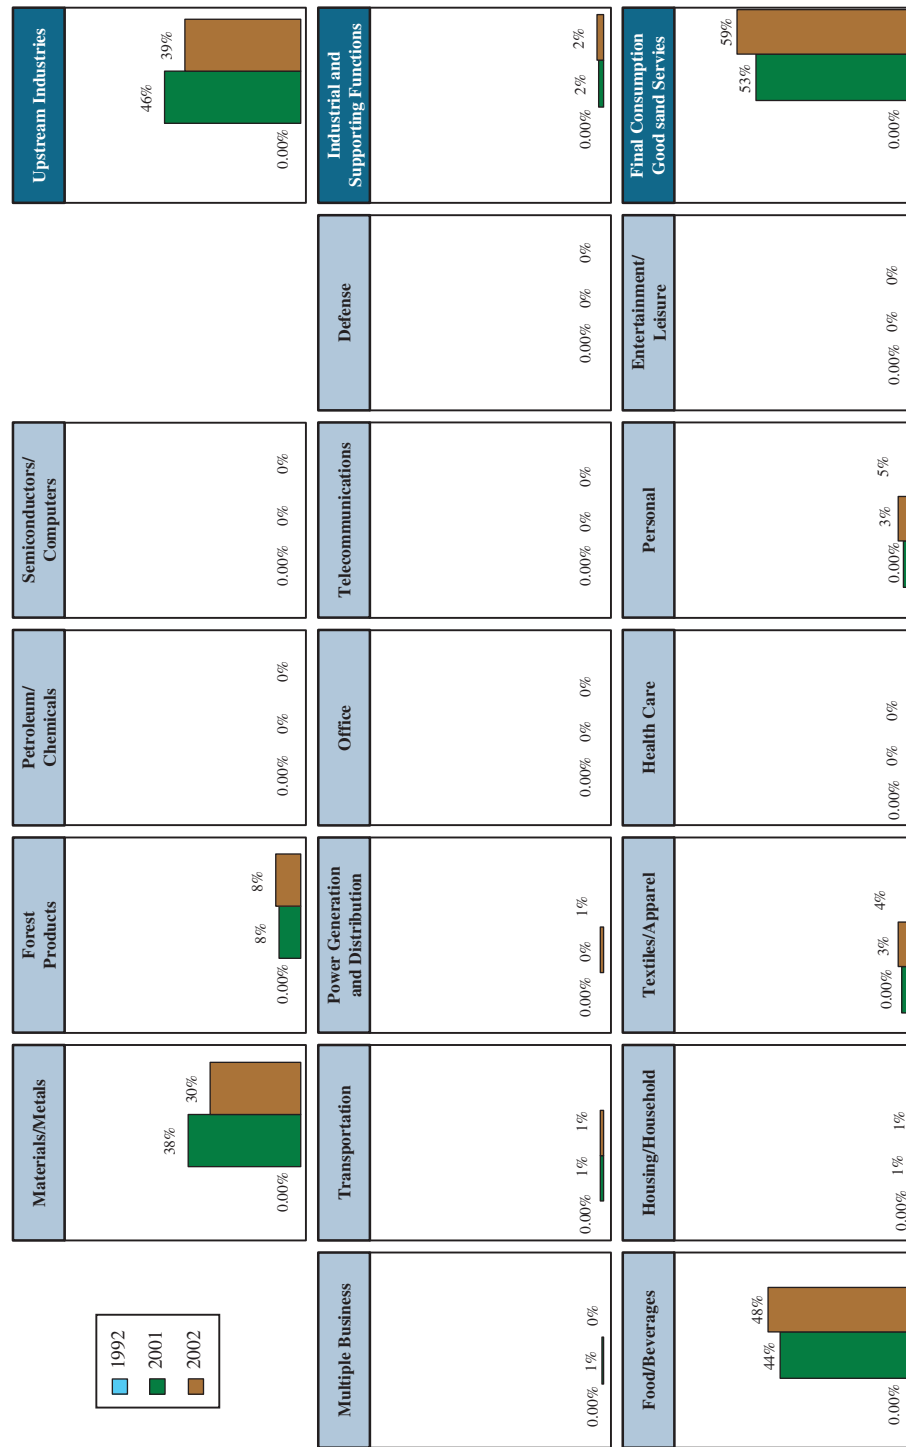 1992
2001
2002
Materials/Metals
0.00%
38%
30%
Forest
Products
0.00%
8%
8%
Petroleum/
Chemicals
0.00%
0%
0%
Semiconductors/
Computers
0.00%
0%
0%
Upstream Industries
0.00%
46%
39%
Multiple Business
0.00%
1%
0%
Transportation
0.00%
1%
1%
Power Generation
and Distribution
0.00%
0%
1%
Office
0.00%
0%
0%
Telecommunications
0.00%
0%
0%
Defense
0.00%
0%
0%
Industrial and
Supporting Functions
0.00%
2%
2%
Food/Beverages
0.00%
44%
48%
Housing/Household
0.00%
1%
1%
Textiles/Apparel
0.00%
3%
4%
Health Care
0.00%
0%
0%
Personal
0.00%
3%
5%
Entertainment/
Leisure
0.00%
0%
0%
Final Consumption
Good sand Servies
0.00%
53%
59%